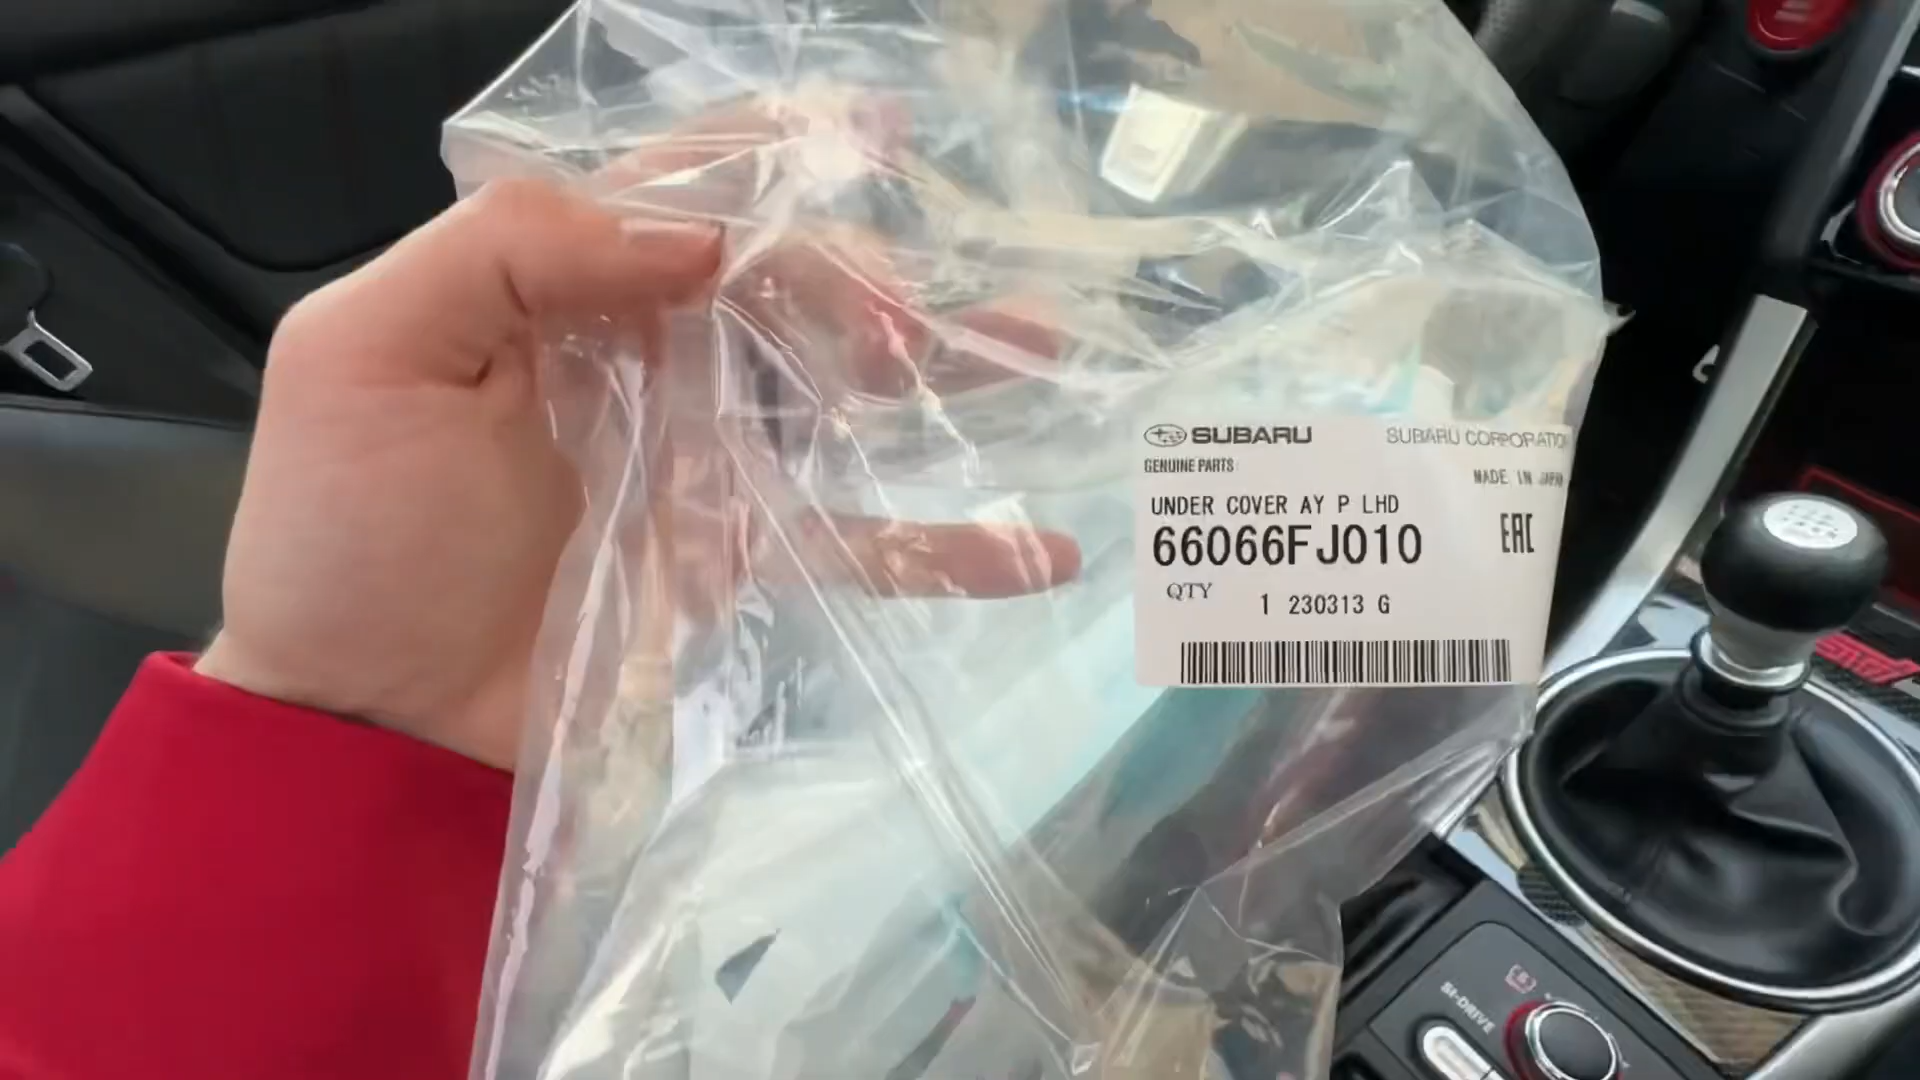 SUBARU
SUBARU CORPORATION
GENUINE PARTS
MADE IN JAPAN
UNDER COVER AY P LHD
66066FJ010
EAC
QTY
1 230313 G
STI
SI-DRIVE